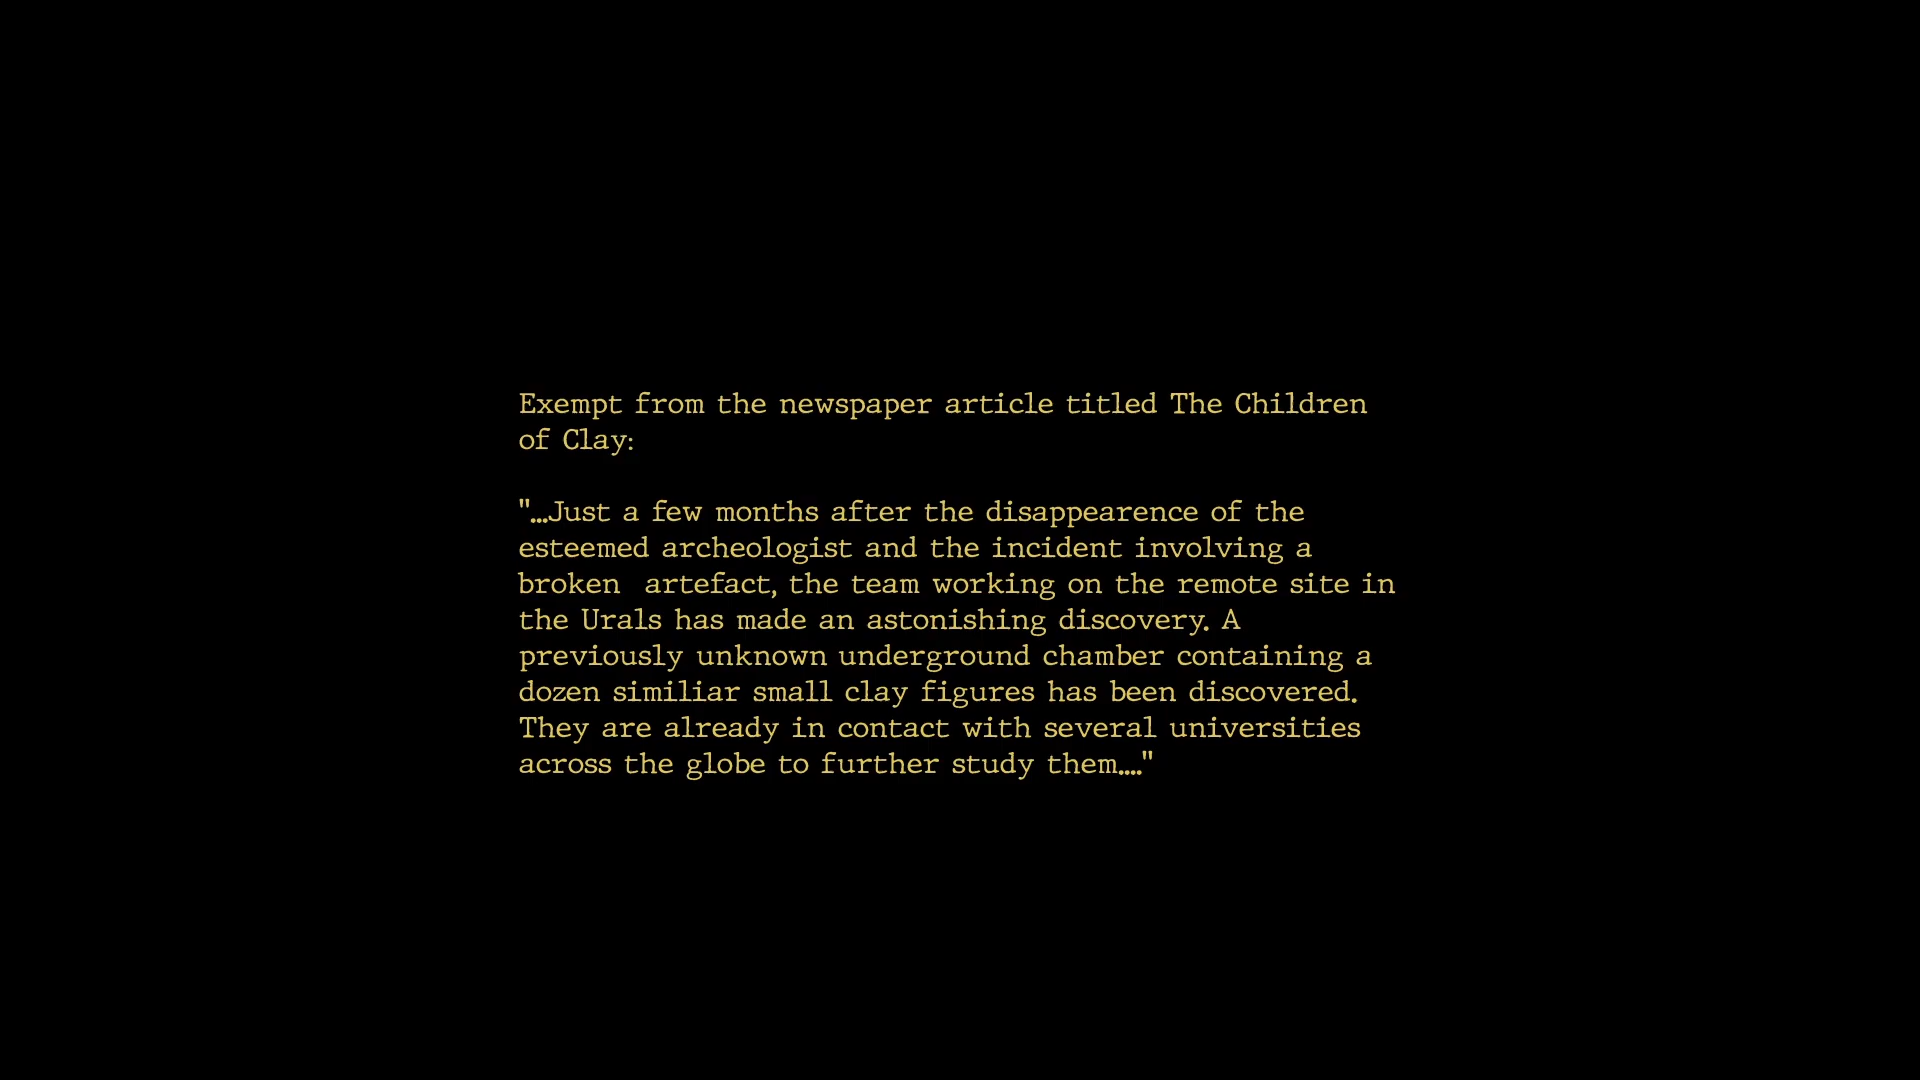 Exempt from the newspaper article titled The Children
of Clay:
"...Just a few months after the disappearence of the
esteemed archeologist and the incident involving a
broken  artefact, the team working on the remote site in
the Urals has made an astonishing discovery. A
previously unknown underground chamber containing a
dozen similiar small clay figures has been discovered.
They are already in contact with several universities
across the globe to further study them...."